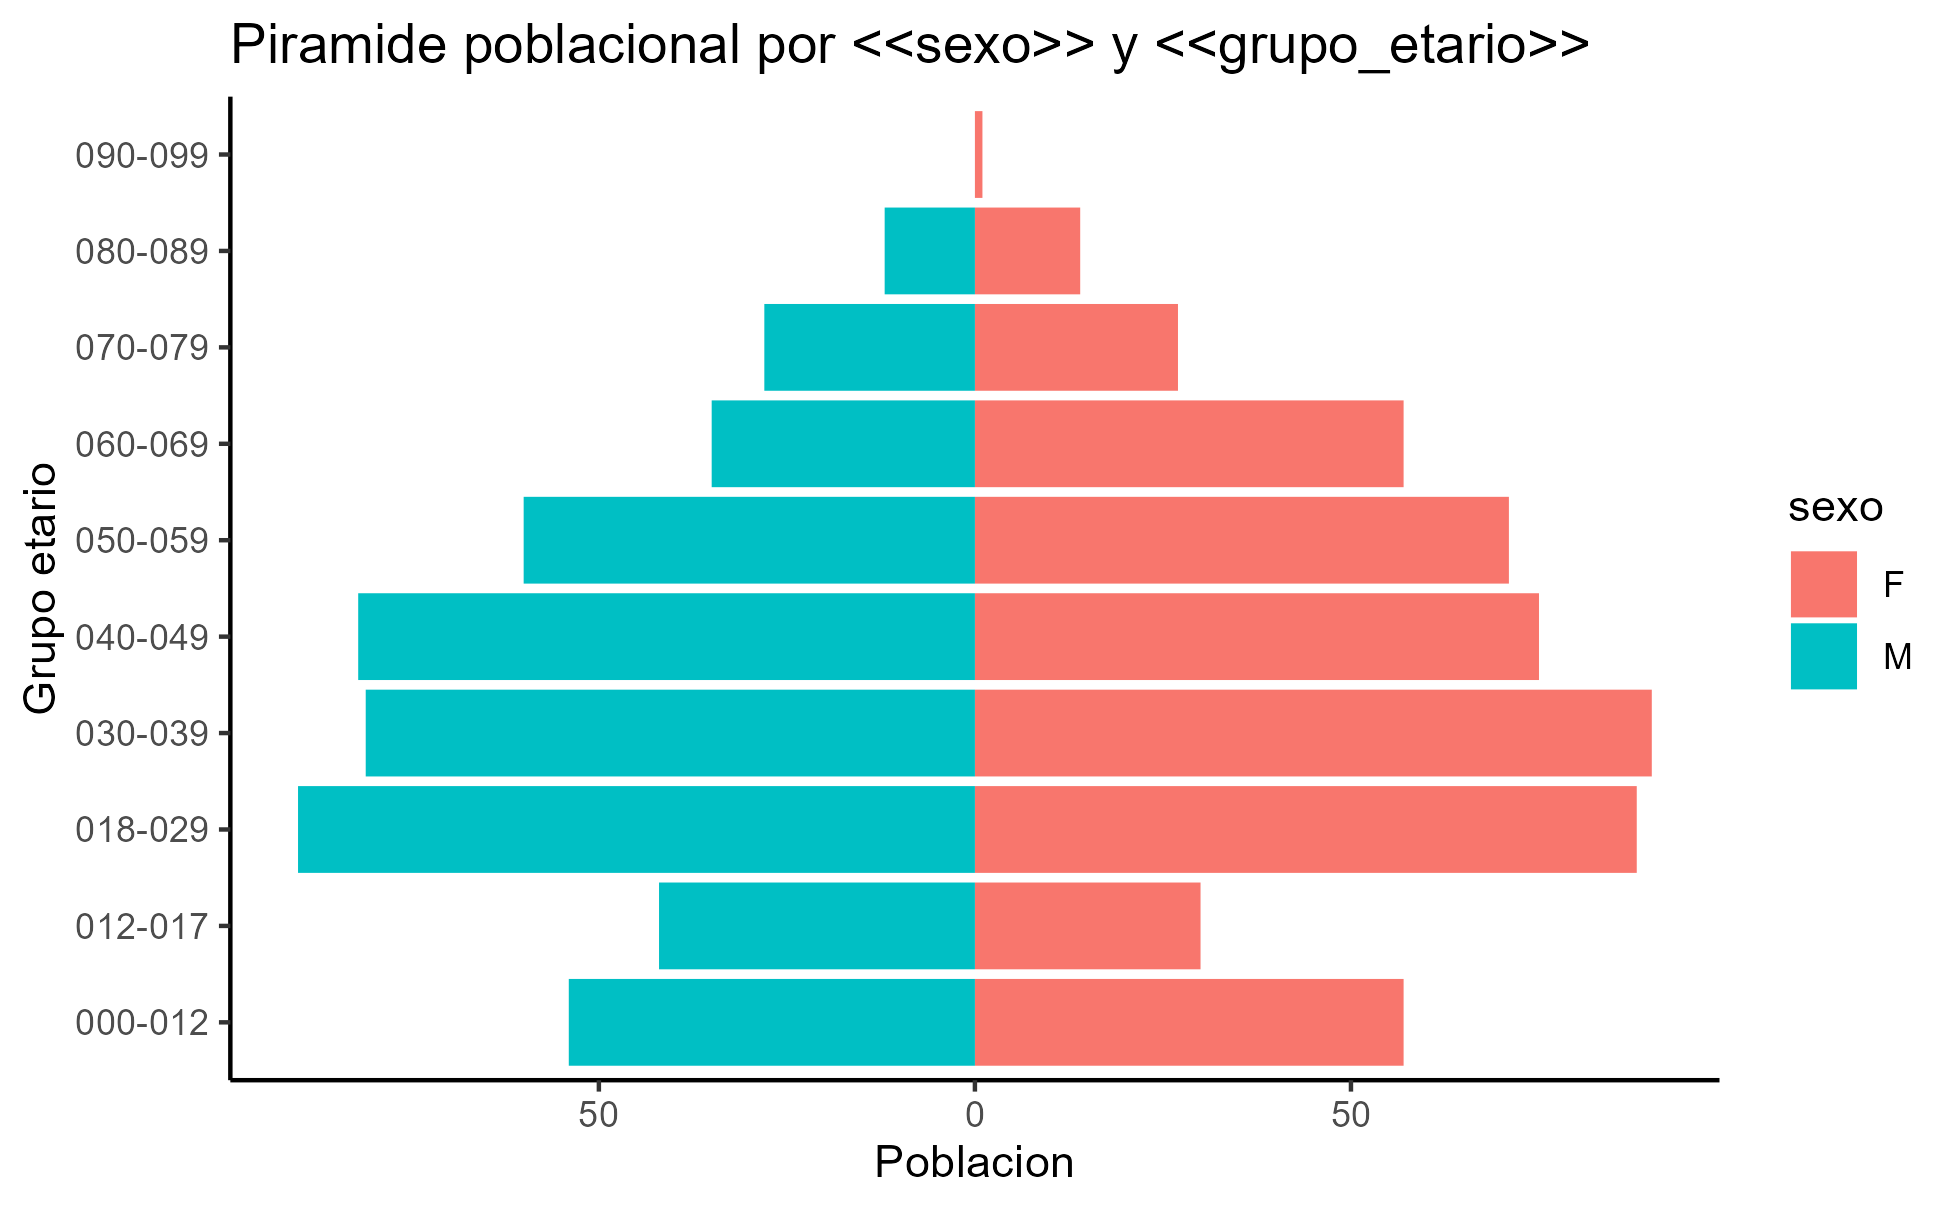 Piramide poblacional por <<sexo>> y <<grupo_etario>>
Grupo etario
090-099
080-089
070-079
060-069
050-059
040-049
030-039
018-029
012-017
000-012
50 0 50
Poblacion
sexo
F
M